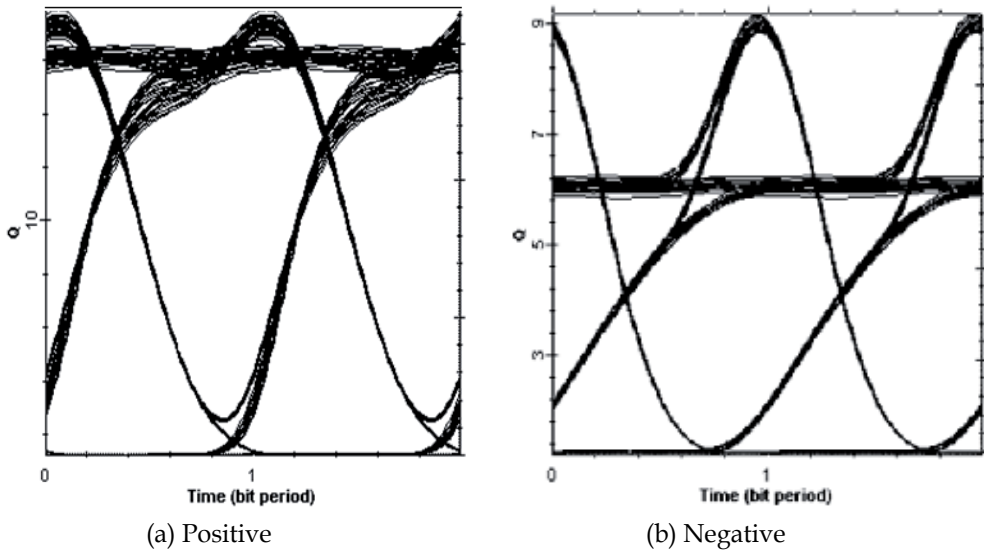 Q
10
0
1
Time (bit period)
(a) Positive
9
7
5
3
Q
0
1
Time (bit period)
(b) Negative